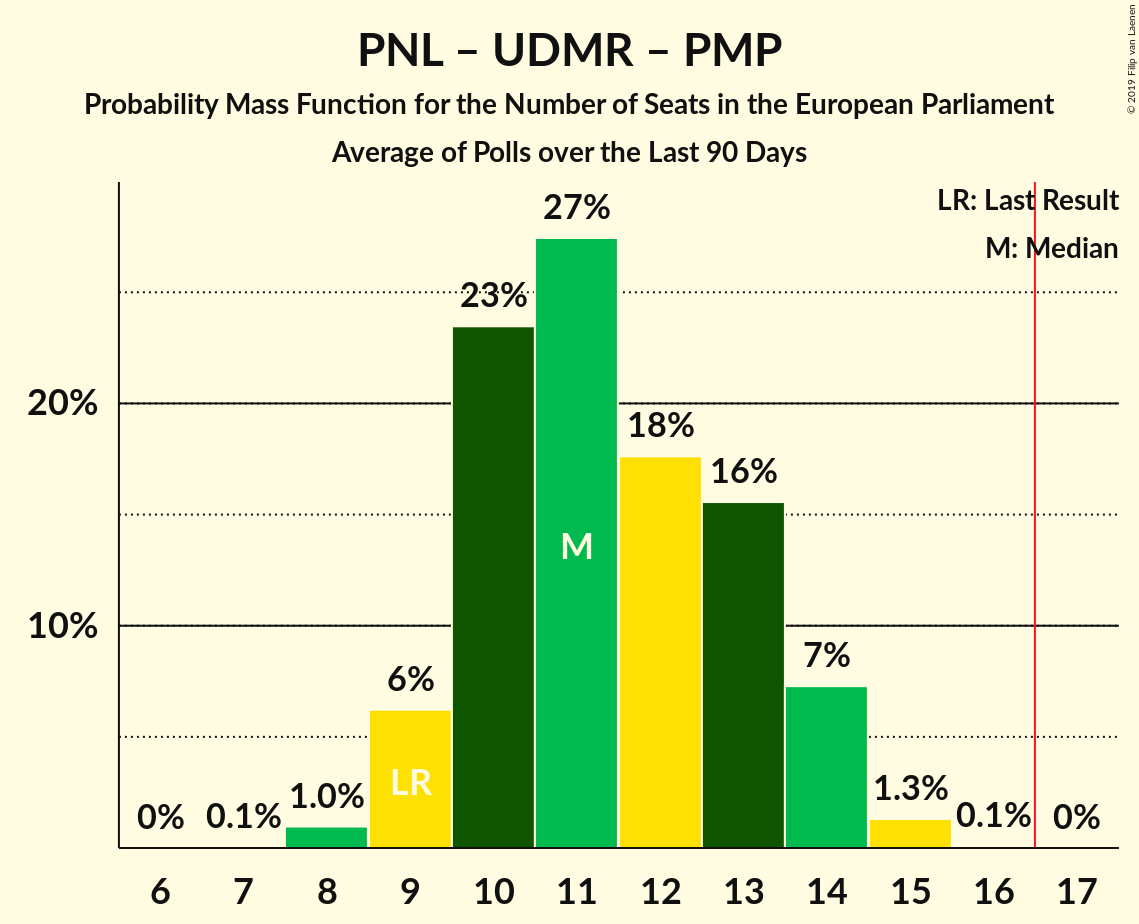 PNL – UDMR – PMP
Probability Mass Function for the Number of Seats in the European Parliament
Average of Polls over the Last 90 Days
© 2019 Filip van Laenen
LR: Last Result
M: Median
27%
23%
20%
18%
16%
M
10%
7%
6%
LR
0%
0.1%
1.0%
1.3%
0.1%
0%
6 7 8 9 10 11 12 13 14 15 16 17